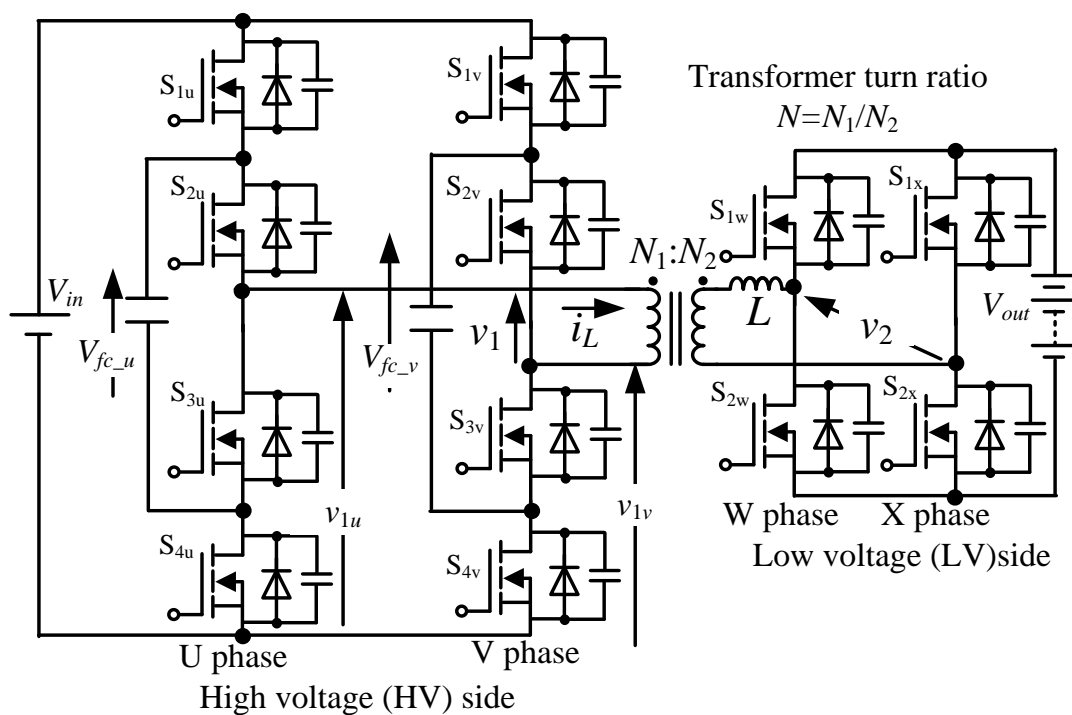 S1u
S1v
Transformer turn ratio
N=N1/N2
S2u
S2v
S1w
S1x
N1:N2
Vin
Vfc_u
v1
Vfc_v
iL
L
v2
Vout
S3u
S3v
S2w
S2x
v1u
v1v
W phase
X phase
Low voltage (LV)side
S4u
S4v
U phase
V phase
High voltage (HV) side